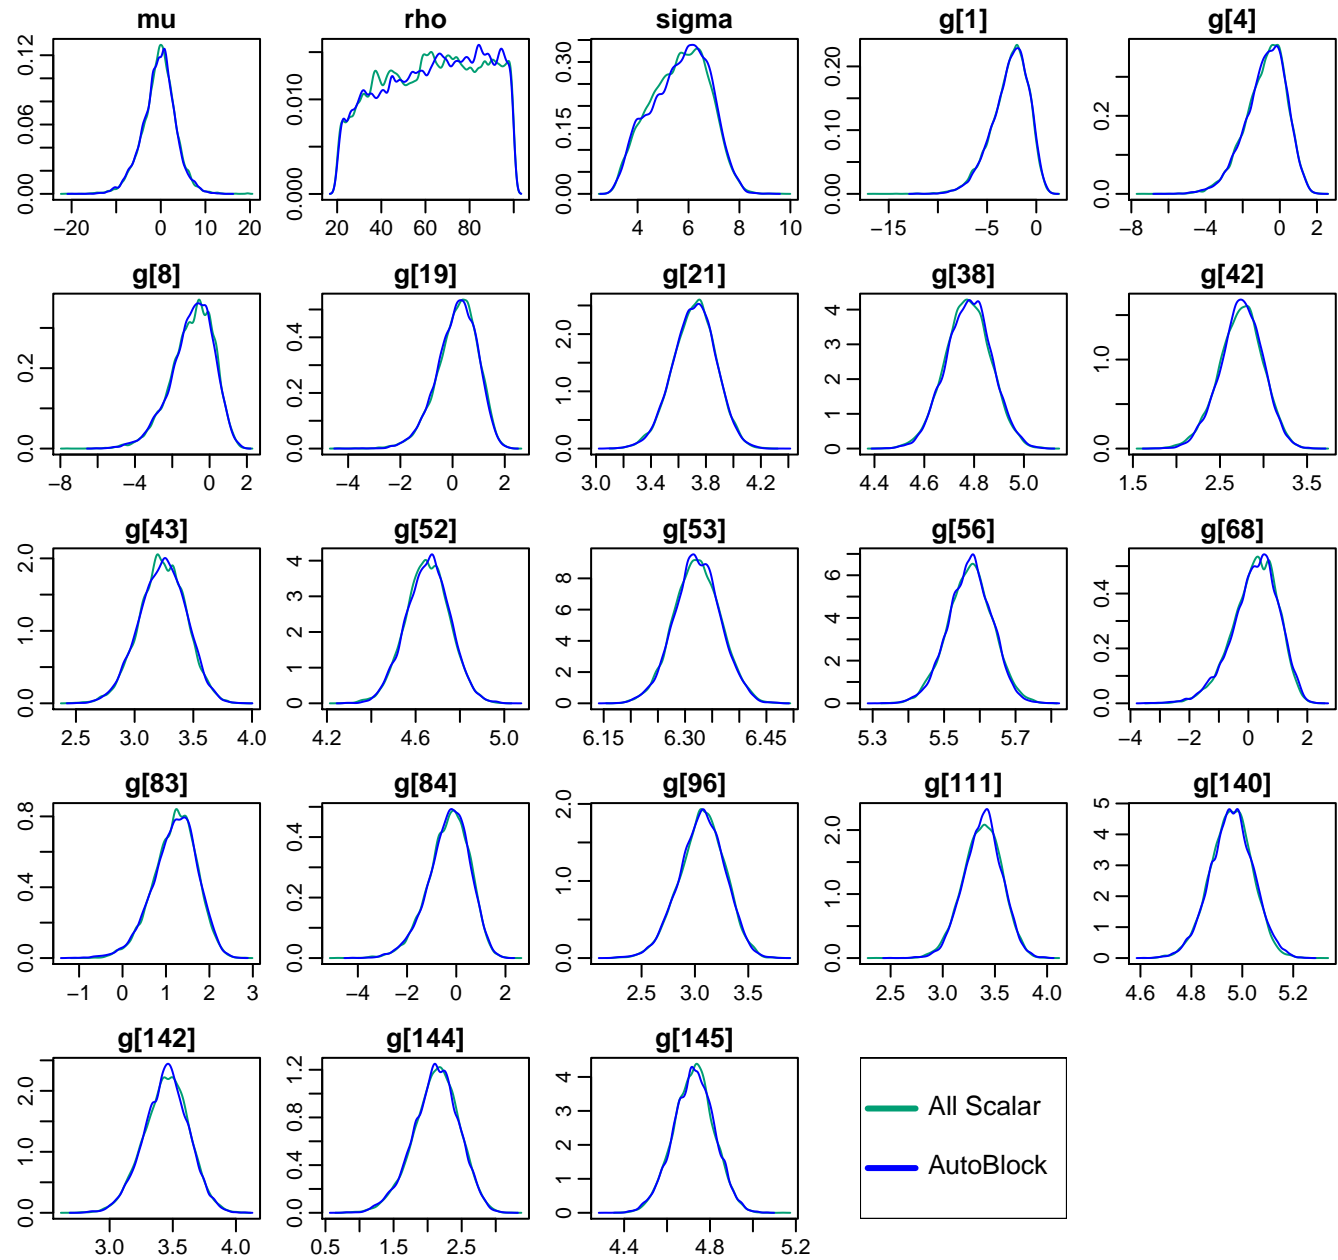 mu rho sigma g[1] g[4]
0.00 0.06 0.12
−20 0 10 20
0.000 0.010
20 40 60 80
0.00 0.15 0.30
4 6 8 10
0.00 0.10 0.20
−15 −5 0
0.0 0.2
−8 −4 0 2
g[8] g[19] g[21] g[38] g[42]
0.0 0.2
−8 −4 0 2
0.0 0.2 0.4
−4 −2 0 2
0.0 1.0 2.0
3.0 3.4 3.8 4.2
0 1 2 3 4
4.4 4.6 4.8 5.0
0.0 1.0
1.5 2.5 3.5
g[43] g[52] g[53] g[56] g[68]
0.0 1.0 2.0
2.5 3.0 3.5 4.0
0 1 2 3 4
4.2 4.6 5.0
0 2 4 6 8
6.15 6.30 6.45
0 2 4 6
5.3 5.5 5.7
0.0 0.2 0.4
−4 −2 0 2
g[83] g[84] g[96] g[111] g[140]
0.0 0.4 0.8
−1 0 1 2 3
0.0 0.2 0.4
−4 −2 0 2
0.0 1.0 2.0
2.5 3.0 3.5
0.0 1.0 2.0
2.5 3.0 3.5 4.0
0 1 2 3 4 5
4.6 4.8 5.0 5.2
g[142] g[144] g[145]
0.0 1.0 2.0
3.0 3.5 4.0
0.0 0.4 0.8 1.2
0.5 1.5 2.5
0 1 2 3 4
4.4 4.8 5.2
All Scalar
AutoBlock